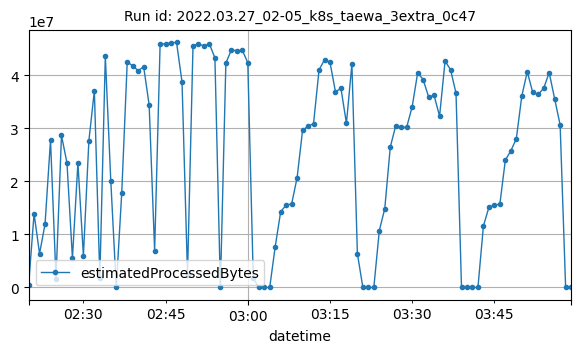 Run id: 2022.03.27_02-05_k8s_taewa_3extra_0c47
1e7
4
3
2
1
0
estimatedProcessedBytes
02:30
02:45
03:00
03:15
03:30
03:45
datetime